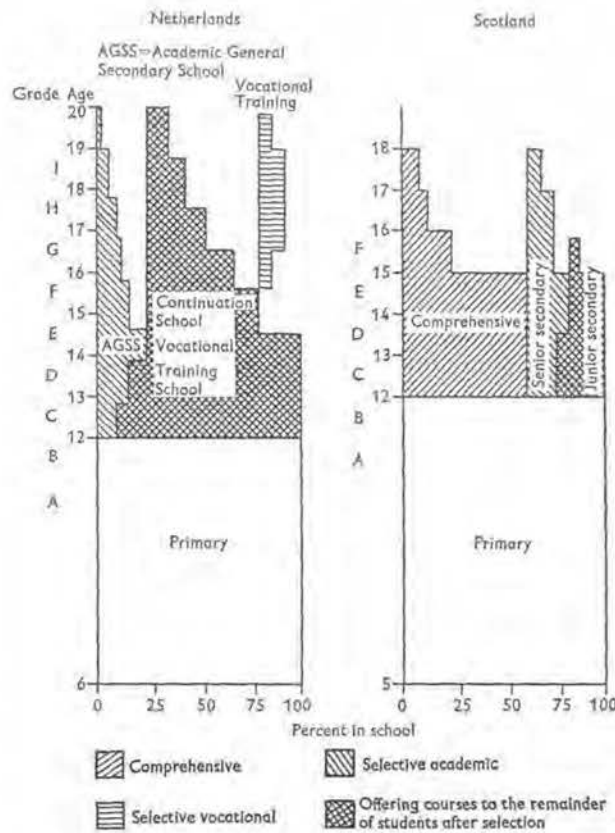 Netherlands
AGSS=Academic General
Secondary School
Vocational
Training
Grade Age
20
19
I
18
H
17
G
16
F
15
E
14
D
13
C
12
B
A
6
Continuation
School
Vocational
Training
School
AGSS
Primary
0 25 50 75 100
Scotland
18
17
16
F
15
E
14
D
13
C
12
B
A
5
Comprehensive
Senior secondary
Junior secondary
Primary
0 25 50 75 100
Percent in school
Comprehensive
Selective academic
Selective vocational
Offering courses to the remainder
of students after selection